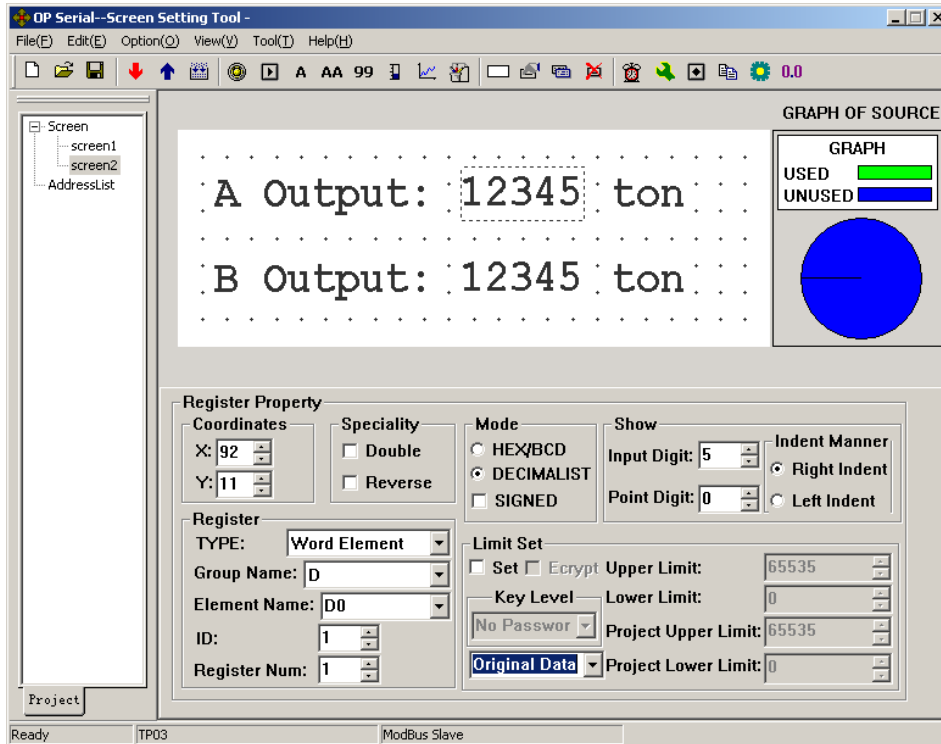 OP Serial--Screen Setting Tool -
File(F) Edit(E) Option(O) View(V) Tool(T) Help(H)
A AA 99 0.0
Screen
screen1
screen2
AddressList
Project
GRAPH OF SOURCE
GRAPH
USED
UNUSED
A Output: 12345 ton
B Output: 12345 ton
Register Property
Coordinates
X: 92
Y: 11
Speciality
Double
Reverse
Mode
HEX/BCD
DECIMALIST
SIGNED
Show
Input Digit: 5
Point Digit: 0
Indent Manner
Right Indent
Left Indent
Register
TYPE: Word Element
Group Name: D
Element Name: D0
ID: 1
Register Num: 1
Limit Set
Set Ecrypt
Key Level
No Passwor
Original Data
Upper Limit: 65535
Lower Limit: 0
Project Upper Limit: 65535
Project Lower Limit: 0
Ready TP03 ModBus Slave